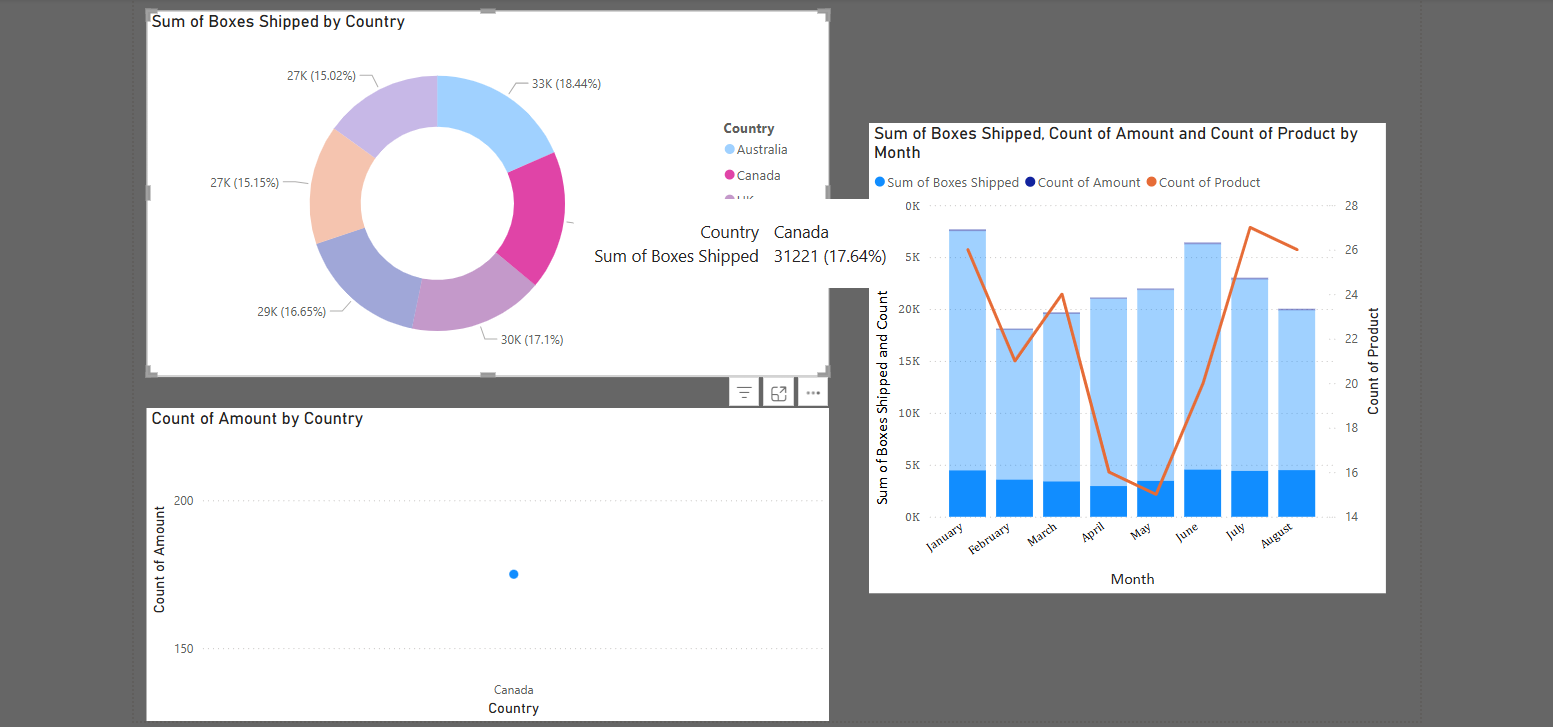 Sum of Boxes Shipped by Country
27K (15.02%)
33K (18.44%)
27K (15.15%)
29K (16.65%)
30K (17.1%)
Country
Australia
Canada
Country Canada
Sum of Boxes Shipped 31221 (17.64%)
Count of Amount by Country
200
150
Count of Amount
Canada
Country
Sum of Boxes Shipped, Count of Amount and Count of Product by
Month
Sum of Boxes Shipped Count of Amount Count of Product
0K
5K
20K
15K
10K
5K
0K
Sum of Boxes Shipped and Count
28
26
24
22
20
18
16
14
Count of Product
January
February
March
April
May
June
July
August
Month